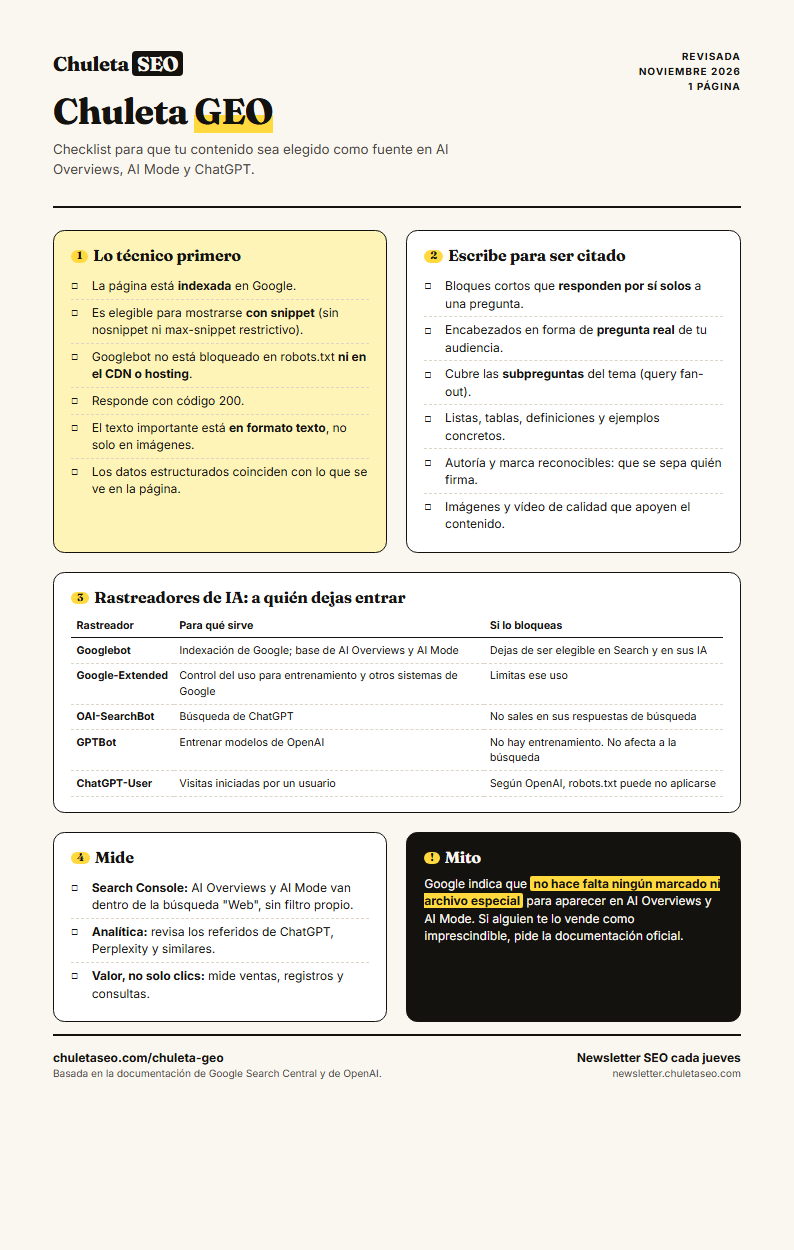 Chuleta SEO
REVISADA
NOVIEMBRE 2026
1 PÁGINA
Chuleta GEO
Checklist para que tu contenido sea elegido como fuente en AI
Overviews, AI Mode y ChatGPT.
1 Lo técnico primero
La página está indexada en Google.
Es elegible para mostrarse con snippet (sin
nosnippet ni max-snippet restrictivo).
Googlebot no está bloqueado en robots.txt ni en
el CDN o hosting.
Responde con código 200.
El texto importante está en formato texto, no
solo en imágenes.
Los datos estructurados coinciden con lo que se
ve en la página.
2 Escribe para ser citado
Bloques cortos que responden por sí solos a
una pregunta.
Encabezados en forma de pregunta real de tu
audiencia.
Cubre las subpreguntas del tema (query fan-
out).
Listas, tablas, definiciones y ejemplos
concretos.
Autoría y marca reconocibles: que se sepa quién
firma.
Imágenes y vídeo de calidad que apoyen el
contenido.
3 Rastreadores de IA: a quién dejas entrar
Rastreador Para qué sirve Si lo bloqueas
Googlebot Indexación de Google; base de AI Overviews y AI Mode Dejas de ser elegible en Search y en sus IA
Google-Extended Control del uso para entrenamiento y otros sistemas de Limitas ese uso
Google
OAI-SearchBot Búsqueda de ChatGPT No sales en sus respuestas de búsqueda
GPTBot Entrenar modelos de OpenAI No hay entrenamiento. No afecta a la
búsqueda
ChatGPT-User Visitas iniciadas por un usuario Según OpenAI, robots.txt puede no aplicarse
4 Mide
Search Console: AI Overviews y AI Mode van
dentro de la búsqueda "Web", sin filtro propio.
Analítica: revisa los referidos de ChatGPT,
Perplexity y similares.
Valor, no solo clics: mide ventas, registros y
consultas.
! Mito
Google indica que no hace falta ningún marcado ni
archivo especial para aparecer en AI Overviews y
AI Mode. Si alguien te lo vende como
imprescindible, pide la documentación oficial.
chuletaseo.com/chuleta-geo
Basada en la documentación de Google Search Central y de OpenAI.
Newsletter SEO cada jueves
newsletter.chuletaseo.com